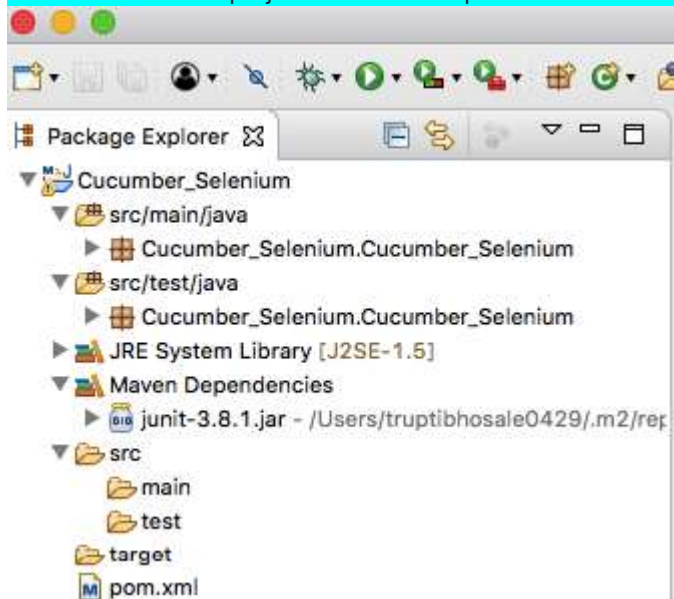 Package Explorer
Cucumber_Selenium
src/main/java
Cucumber_Selenium.Cucumber_Selenium
src/test/java
Cucumber_Selenium.Cucumber_Selenium
JRE System Library [J2SE-1.5]
Maven Dependencies
junit-3.8.1.jar - /Users/truptibhosale0429/.m2/rep
src
main
test
target
pom.xml